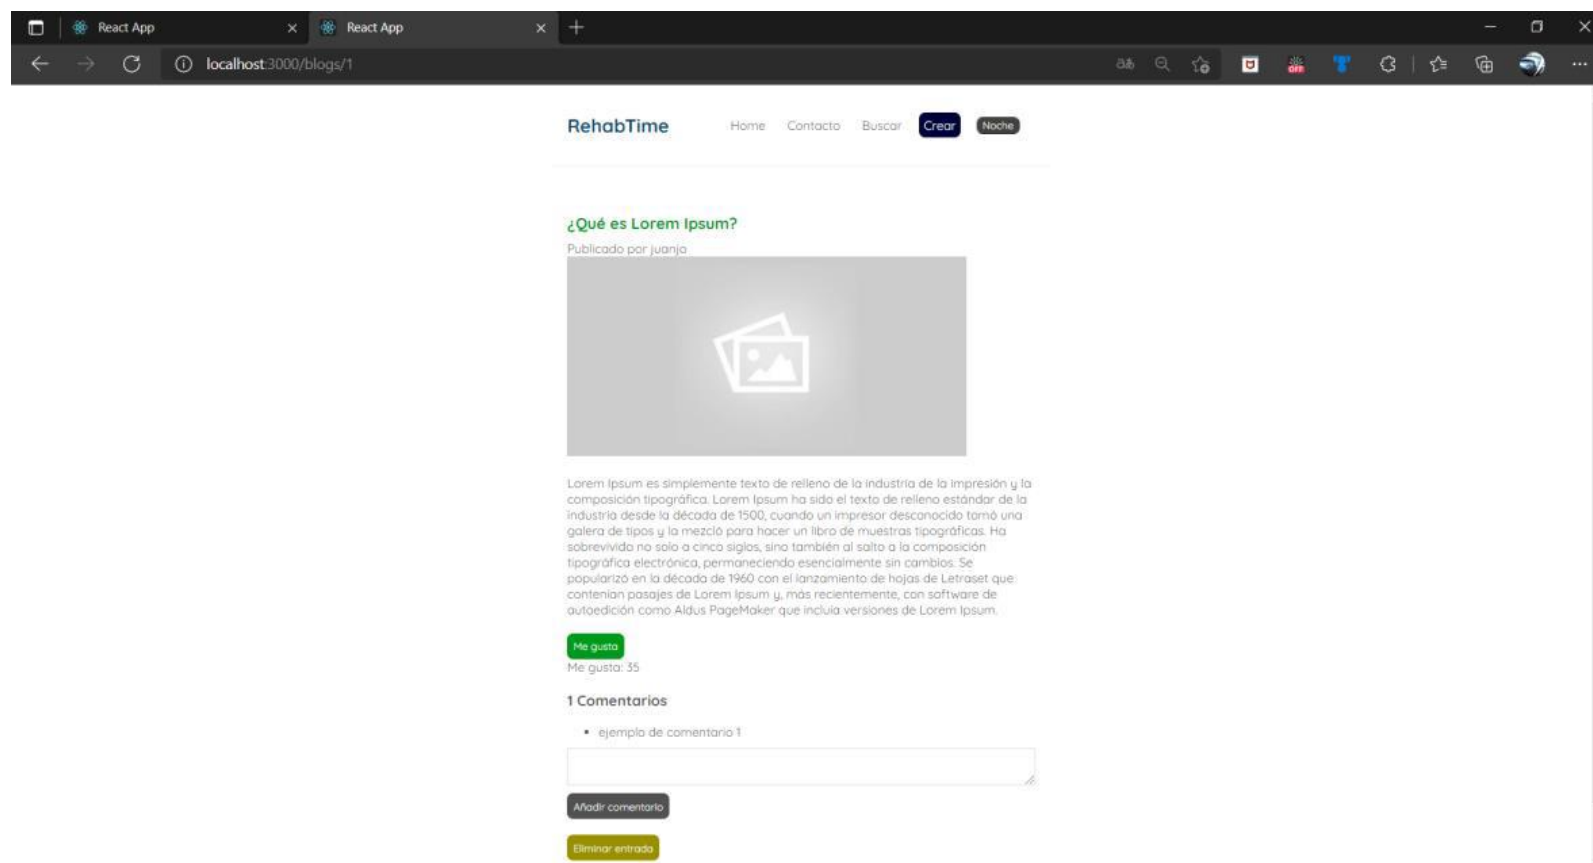 React App
React App
localhost:3000/blogs/1
OFF
RehabTime Home Contacto Buscar Crear Noche
¿Qué es Lorem Ipsum?
Publicado por juanjo
Lorem Ipsum es simplemente texto de relleno de la industria de la impresión y la
composición tipográfica. Lorem Ipsum ha sido el texto de relleno estándar de la
industria desde la década de 1500, cuando un impresor desconocido tomó una
galera de tipos y la mezcló para hacer un libro de muestras tipográficas. Ha
sobrevivido no solo a cinco siglos, sino también al salto a la composición
tipográfica electrónica, permaneciendo esencialmente sin cambios. Se
popularizó en la década de 1960 con el lanzamiento de hojas de Letraset que
contenían pasajes de Lorem Ipsum y, más recientemente, con software de
autoedición como Aldus PageMaker que incluía versiones de Lorem Ipsum.
Me gusta
Me gusta: 35
1 Comentarios
• ejemplo de comentario 1
Añadir comentario
Eliminar entrada